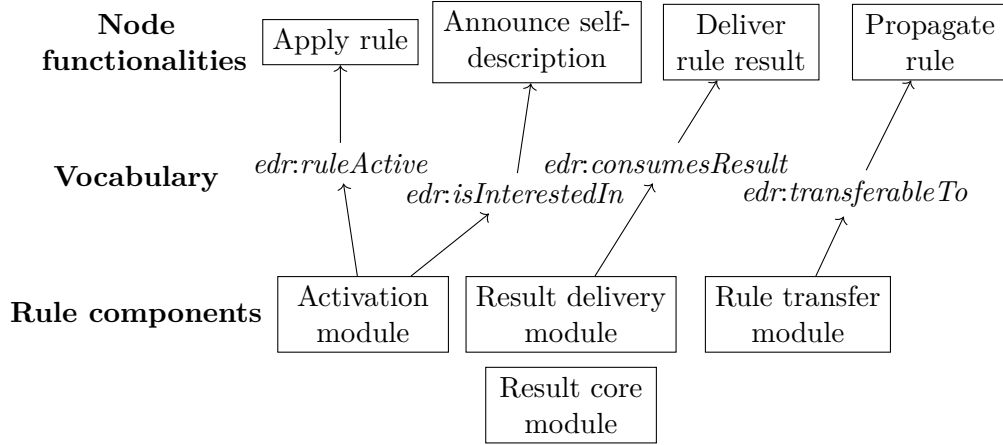 Node
functionalities
Apply rule
Announce self-
description
Deliver
rule result
Propagate
rule
Vocabulary
edr:ruleActive
edr:isInterestedIn
edr:consumesResult
edr:transferableTo
Rule components
Activation
module
Result delivery
module
Rule transfer
module
Result core
module